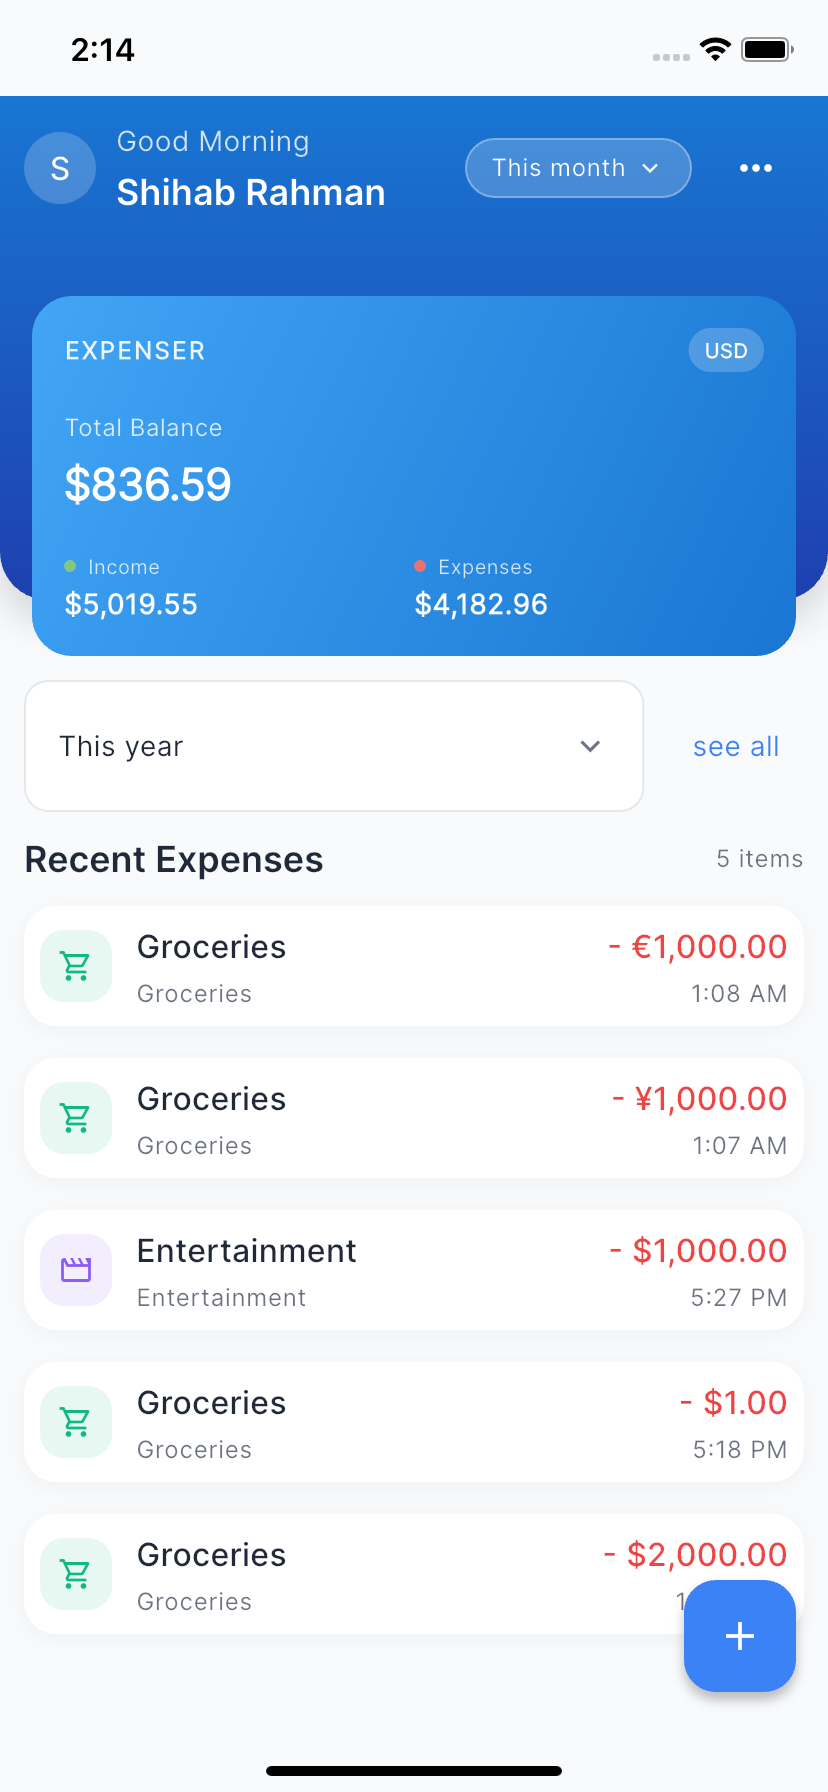 2:14
Good Morning
S
Shihab Rahman
This month
EXPENSER
USD
Total Balance
$836.59
Income
Expenses
$5,019.55
$4,182.96
This year
see all
Recent Expenses
5 items
Groceries
- €1,000.00
Groceries
1:08 AM
Groceries
- ¥1,000.00
Groceries
1:07 AM
Entertainment
- $1,000.00
Entertainment
5:27 PM
Groceries
- $1.00
Groceries
5:18 PM
Groceries
- $2,000.00
Groceries